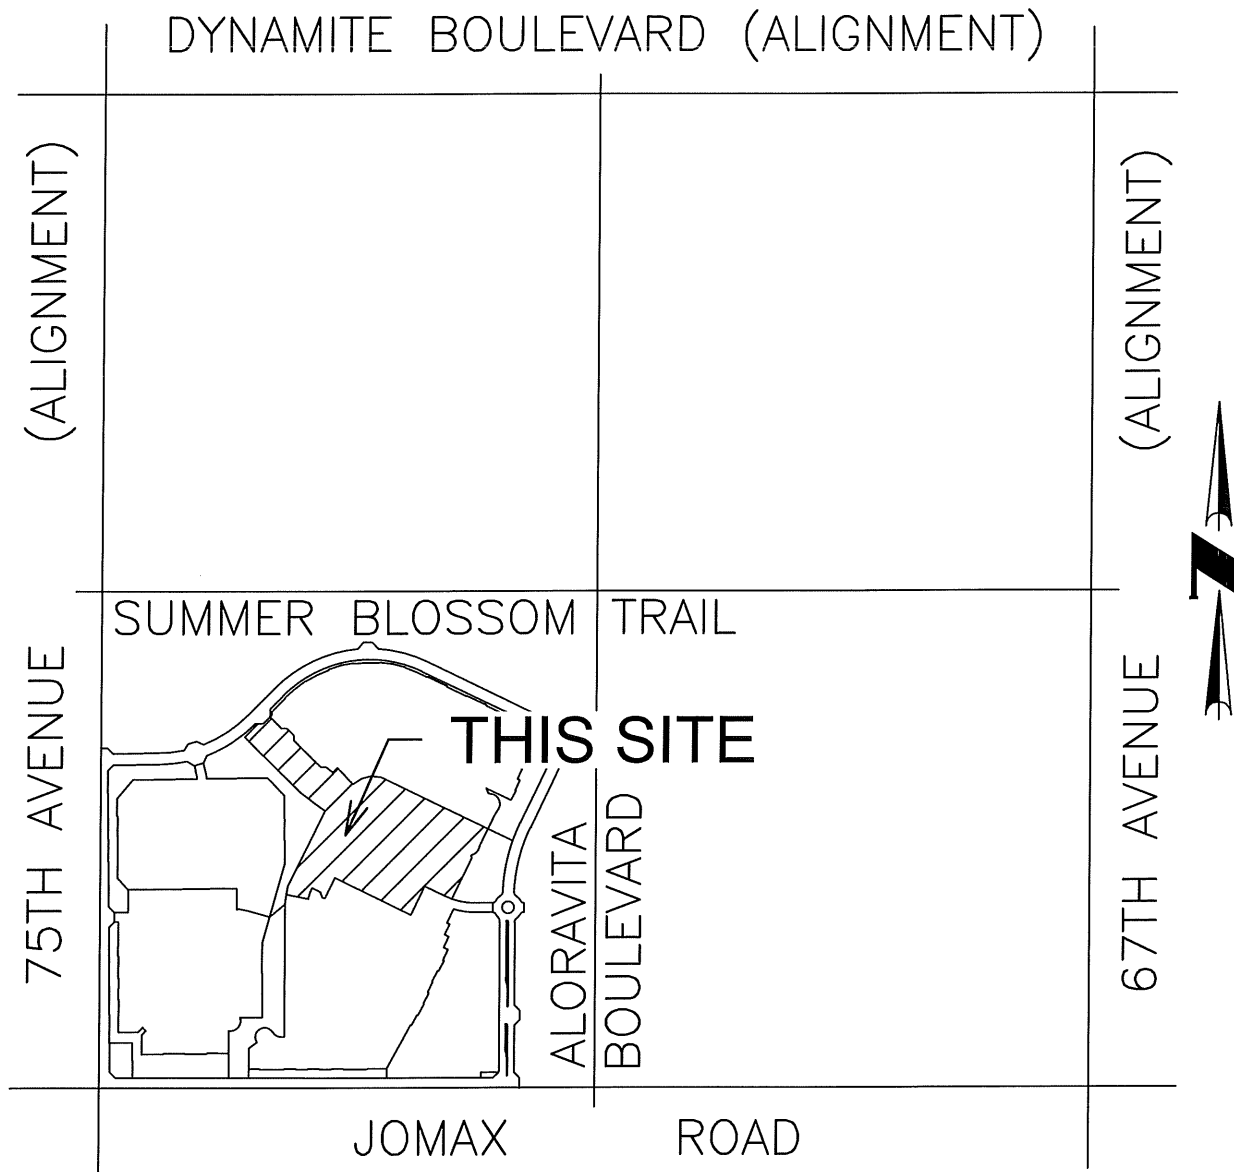 DYNAMITE BOULEVARD (ALIGNMENT)
(ALIGNMENT)
(ALIGNMENT)
N
SUMMER BLOSSOM TRAIL
75TH AVENUE
THIS SITE
67TH AVENUE
ALORAVITA
BOULEVARD
JOMAX ROAD